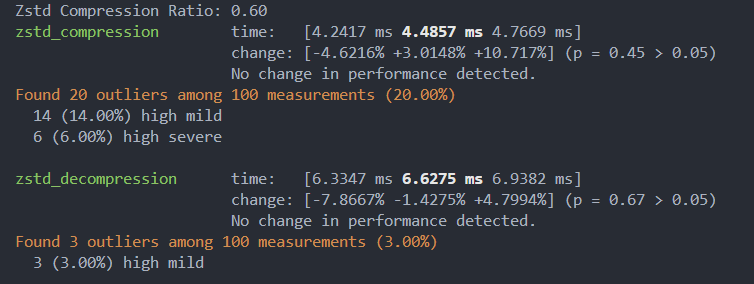 Zstd Compression Ratio: 0.60
zstd_compression time: [4.2417 ms 4.4857 ms 4.7669 ms]
change: [-4.6216% +3.0148% +10.717%] (p = 0.45 > 0.05)
No change in performance detected.
Found 20 outliers among 100 measurements (20.00%)
14 (14.00%) high mild
6 (6.00%) high severe
zstd_decompression time: [6.3347 ms 6.6275 ms 6.9382 ms]
change: [-7.8667% -1.4275% +4.7994%] (p = 0.67 > 0.05)
No change in performance detected.
Found 3 outliers among 100 measurements (3.00%)
3 (3.00%) high mild